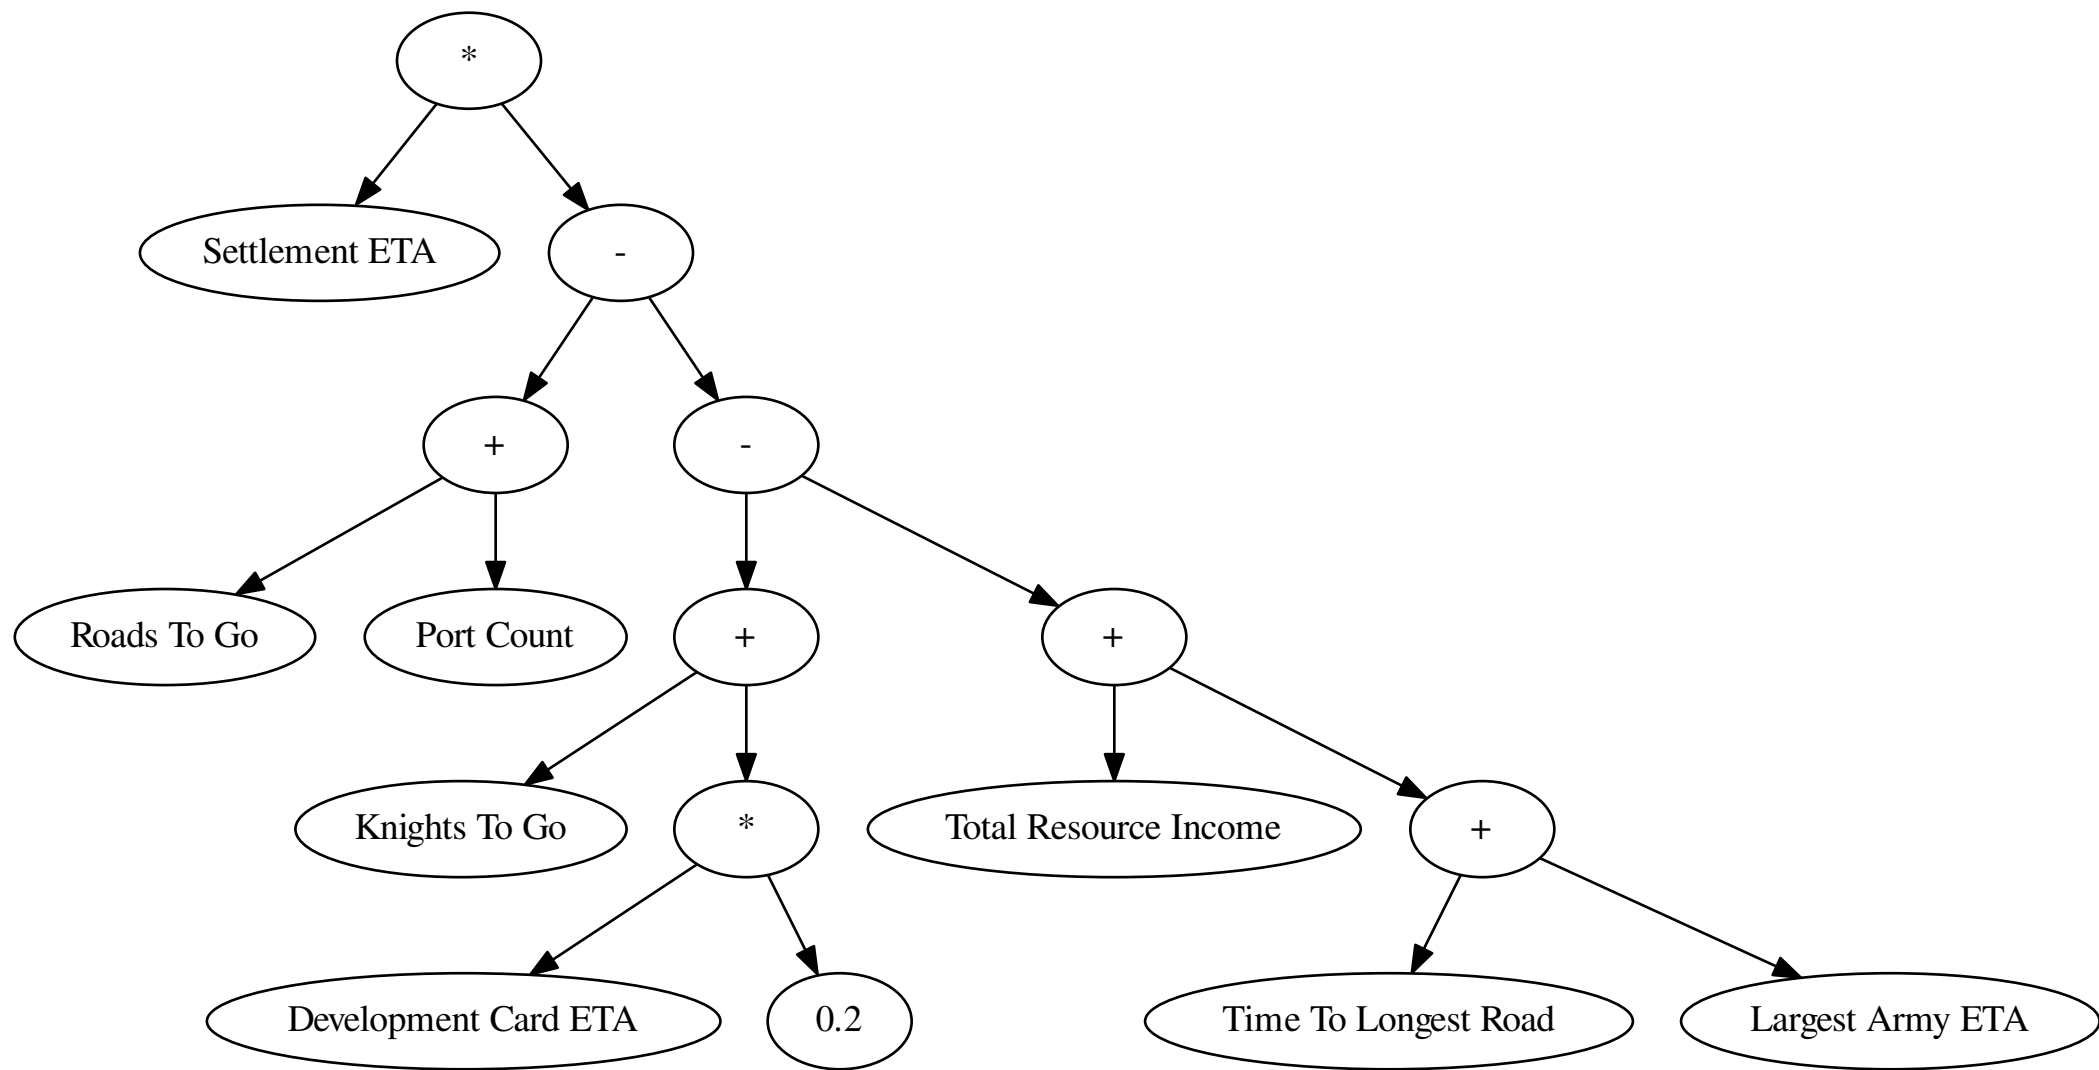 *
Settlement ETA
-
+
-
Roads To Go
Port Count
+
+
Knights To Go
*
Total Resource Income
+
Development Card ETA
0.2
Time To Longest Road
Largest Army ETA